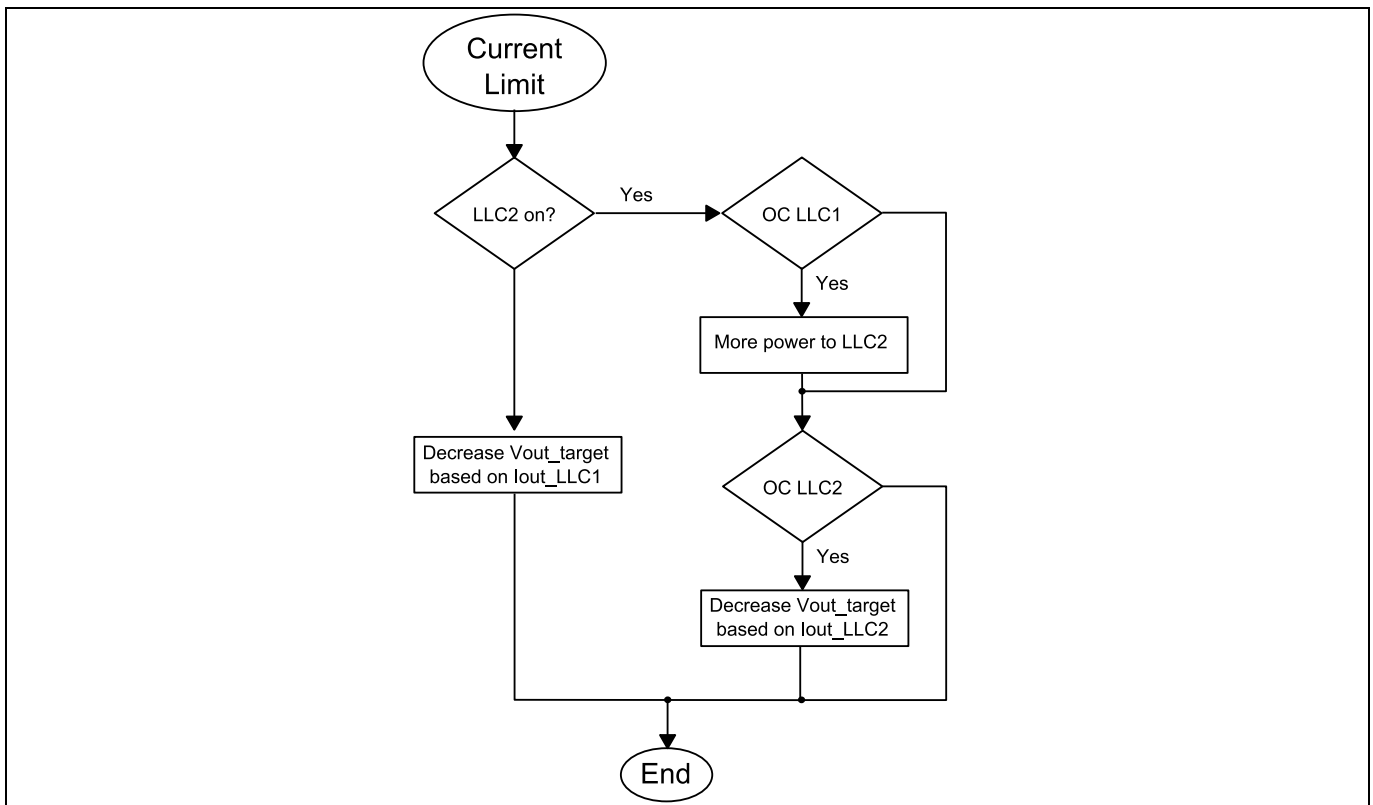 Current
Limit
LLC2 on?
Yes
OC LLC1
Yes
More power to LLC2
Decrease Vout_target
based on Iout_LLC1
OC LLC2
Yes
Decrease Vout_target
based on Iout_LLC2
End